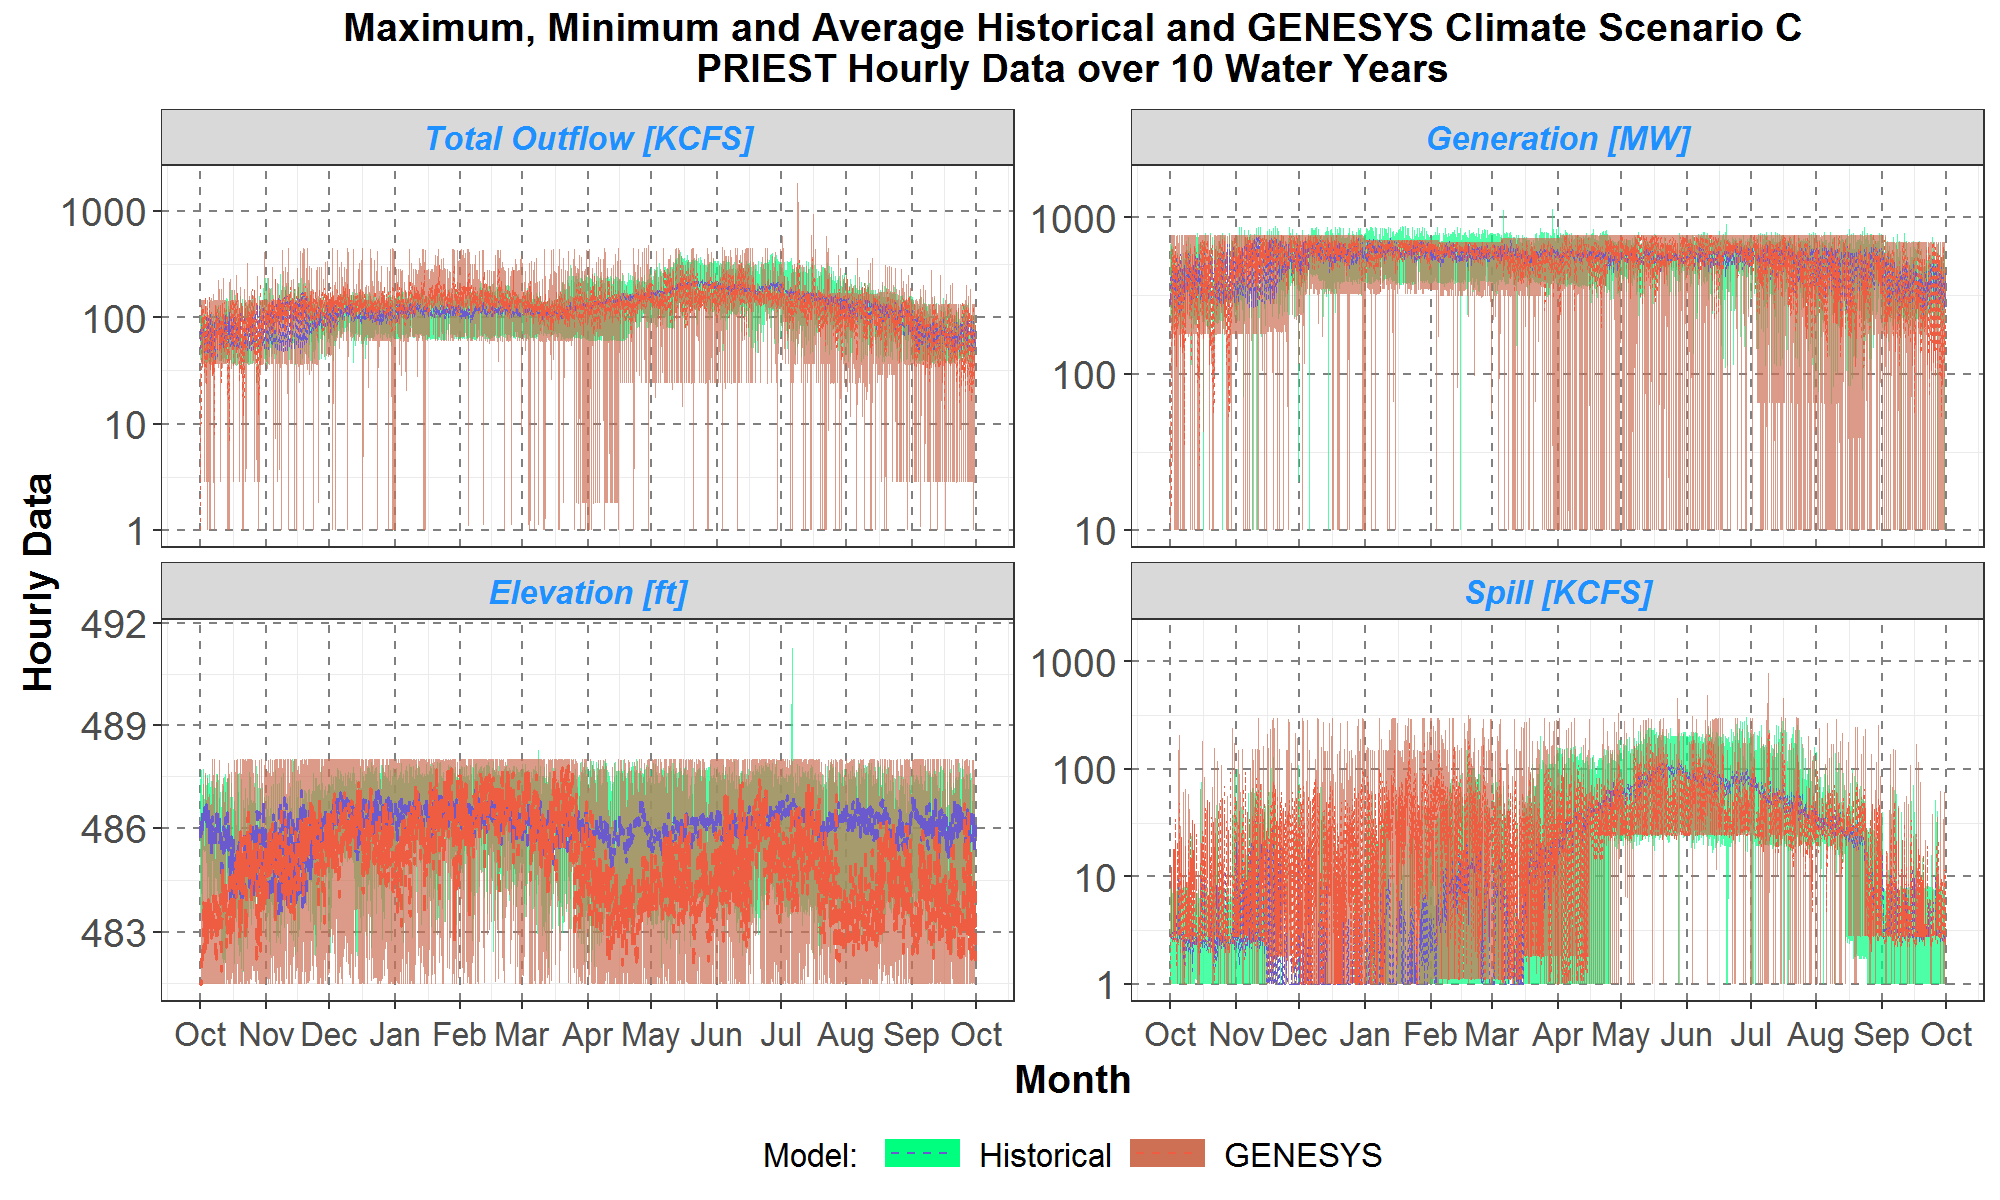 Maximum, Minimum and Average Historical and GENESYS Climate Scenario C
PRIEST Hourly Data over 10 Water Years
Total Outflow [KCFS]
1000
100
10
1
Generation [MW]
1000
100
10
Hourly Data
Elevation [ft]
492
489
486
483
Oct Nov Dec Jan Feb Mar Apr May Jun Jul Aug Sep Oct
Spill [KCFS]
1000
100
10
1
Oct Nov Dec Jan Feb Mar Apr May Jun Jul Aug Sep Oct
Month
Model: Historical GENESYS